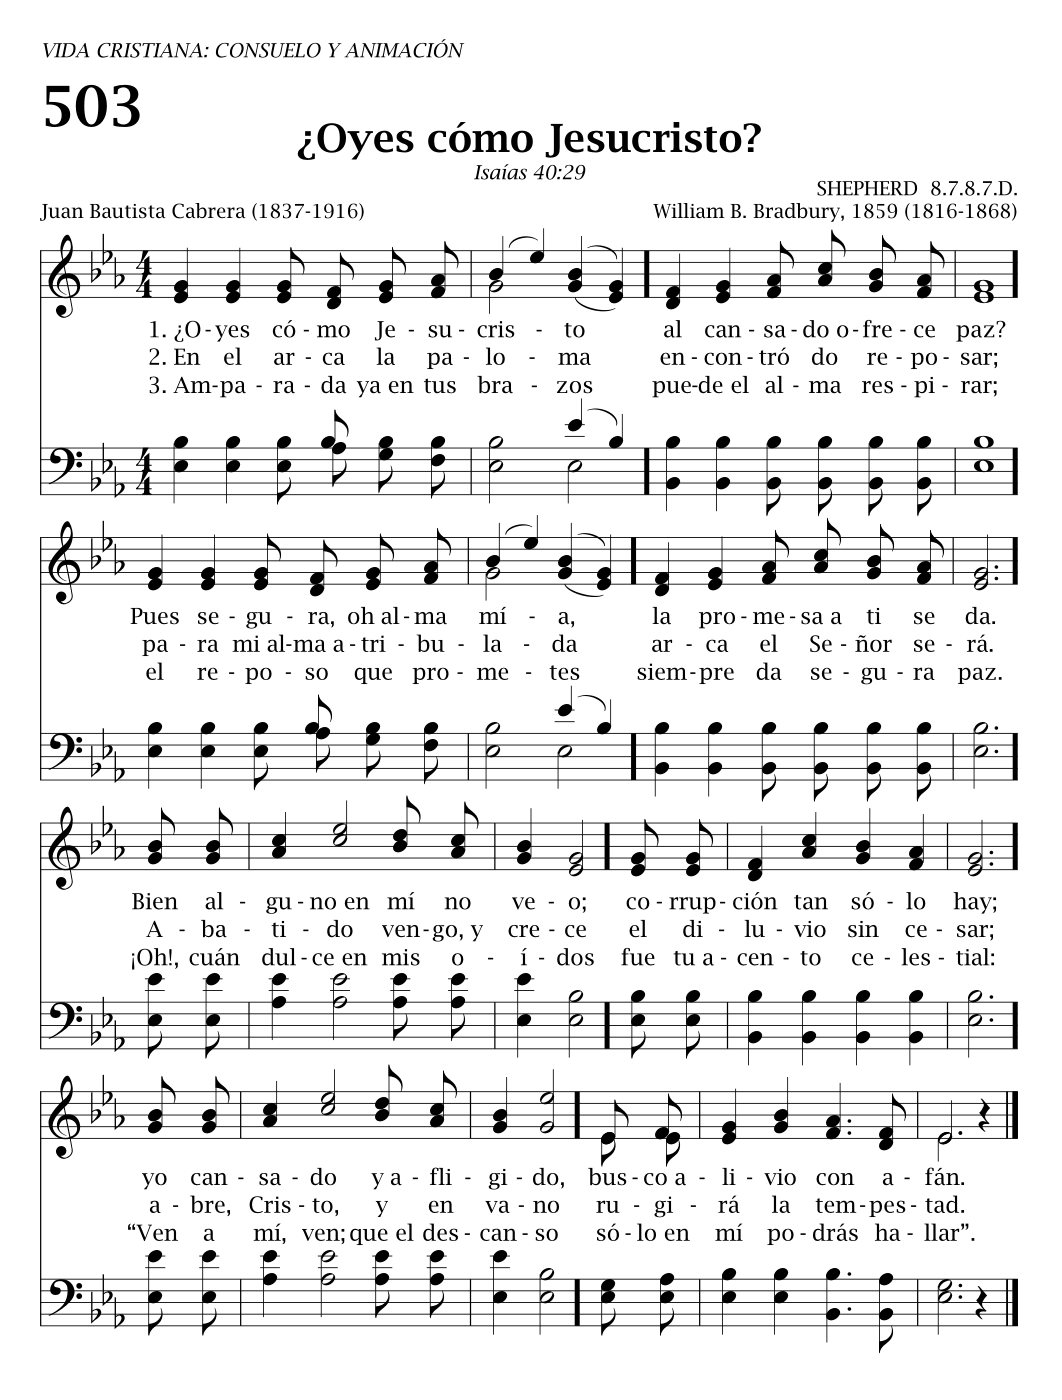 VIDA CRISTIANA: CONSUELO Y ANIMACIÓN
503
¿Oyes cómo Jesucristo?
Isaías 40:29
SHEPHERD 8.7.8.7.D.
Juan Bautista Cabrera (1837-1916) William B. Bradbury, 1859 (1816-1868)
1. ¿O - yes có - mo Je - su - cris - to al can - sa - do o - fre - ce paz?
2. En el ar - ca la pa - lo - ma en - con - tró do re - po - sar;
3. Am - pa - ra - da ya en tus bra - zos pue - de el al - ma res - pi - rar;
Pues se - gu - ra, oh al - ma mí - a, la pro - me - sa a ti se da.
pa - ra mi al - ma a - tri - bu - la - da ar - ca el Se - ñor se - rá.
el re - po - so que pro - me - tes siem - pre da se - gu - ra paz.
Bien al - gu - no en mí no ve - o; co - rrup - ción tan só - lo hay;
A - ba - ti - do ven - go, y cre - ce el di - lu - vio sin ce - sar;
¡Oh!, cuán dul - ce en mis o - í - dos fue tu a - cen - to ce - les - tial:
yo can - sa - do y a - fli - gi - do, bus - co a - li - vio con a - fán.
a - bre, Cris - to, y en va - no ru - gi - rá la tem - pes - tad.
“Ven a mí, ven; que el des - can - so só - lo en mí po - drás ha - llar”.